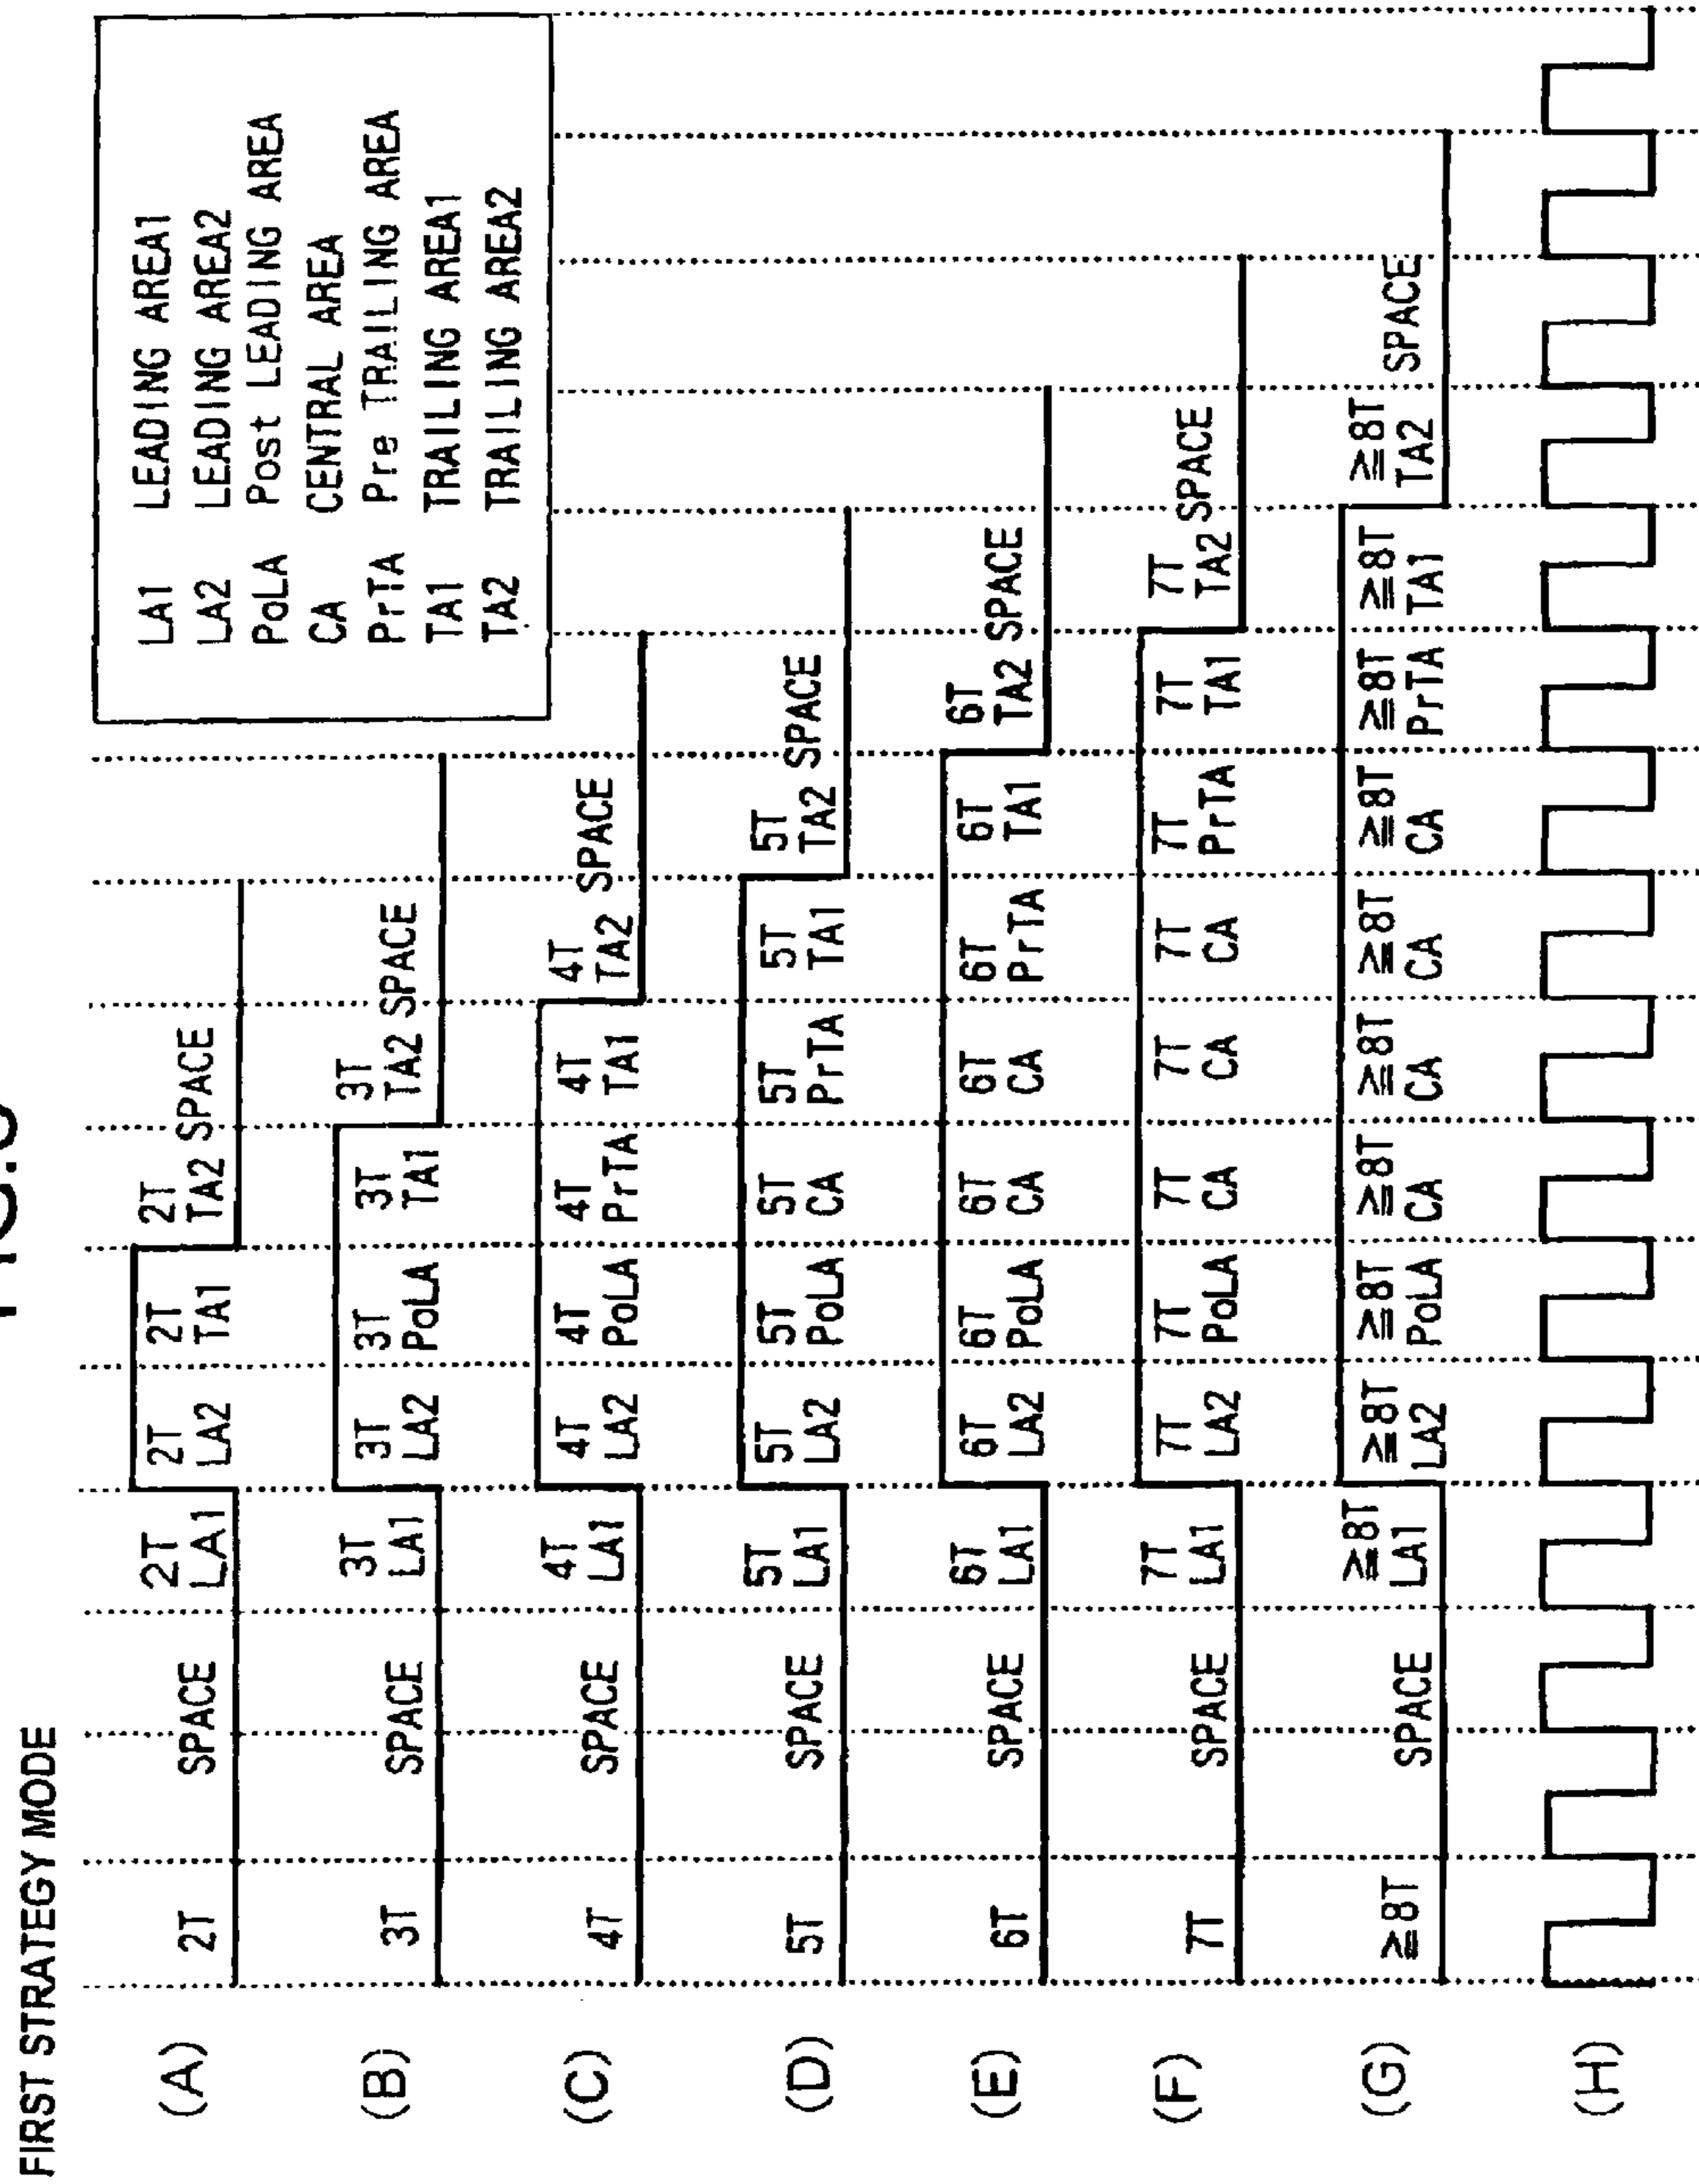 FIRST STRATEGY MODE
LA1 LEADING AREA1
LA2 LEADING AREA2
PoLA Post LEADING AREA
CA CENTRAL AREA
PrTA Pre TRAILING AREA
TA1 TRAILING AREA1
TA2 TRAILING AREA2
(A) 2T SPACE 2T LA1 2T LA2 2T TA1 2T TA2 SPACE
(B) 3T SPACE 3T LA1 3T LA2 3T PoLA 3T TA1 3T TA2 SPACE
(C) 4T SPACE 4T LA1 4T LA2 4T PoLA 4T PrTA 4T TA1 4T TA2 SPACE
(D) 5T SPACE 5T LA1 5T LA2 5T PoLA 5T CA 5T PrTA 5T TA1 5T TA2 SPACE
(E) 6T SPACE 6T LA1 6T LA2 6T PoLA 6T CA 6T CA 6T PrTA 6T TA1 6T TA2 SPACE
(F) 7T SPACE 7T LA1 7T LA2 7T PoLA 7T CA 7T CA 7T CA 7T PrTA 7T TA1 7T TA2 SPACE
(G) ≧8T SPACE ≧8T LA1 ≧8T LA2 ≧8T PoLA ≧8T CA ≧8T CA ≧8T CA ≧8T CA ≧8T PrTA ≧8T TA1 ≧8T TA2 SPACE
(H)